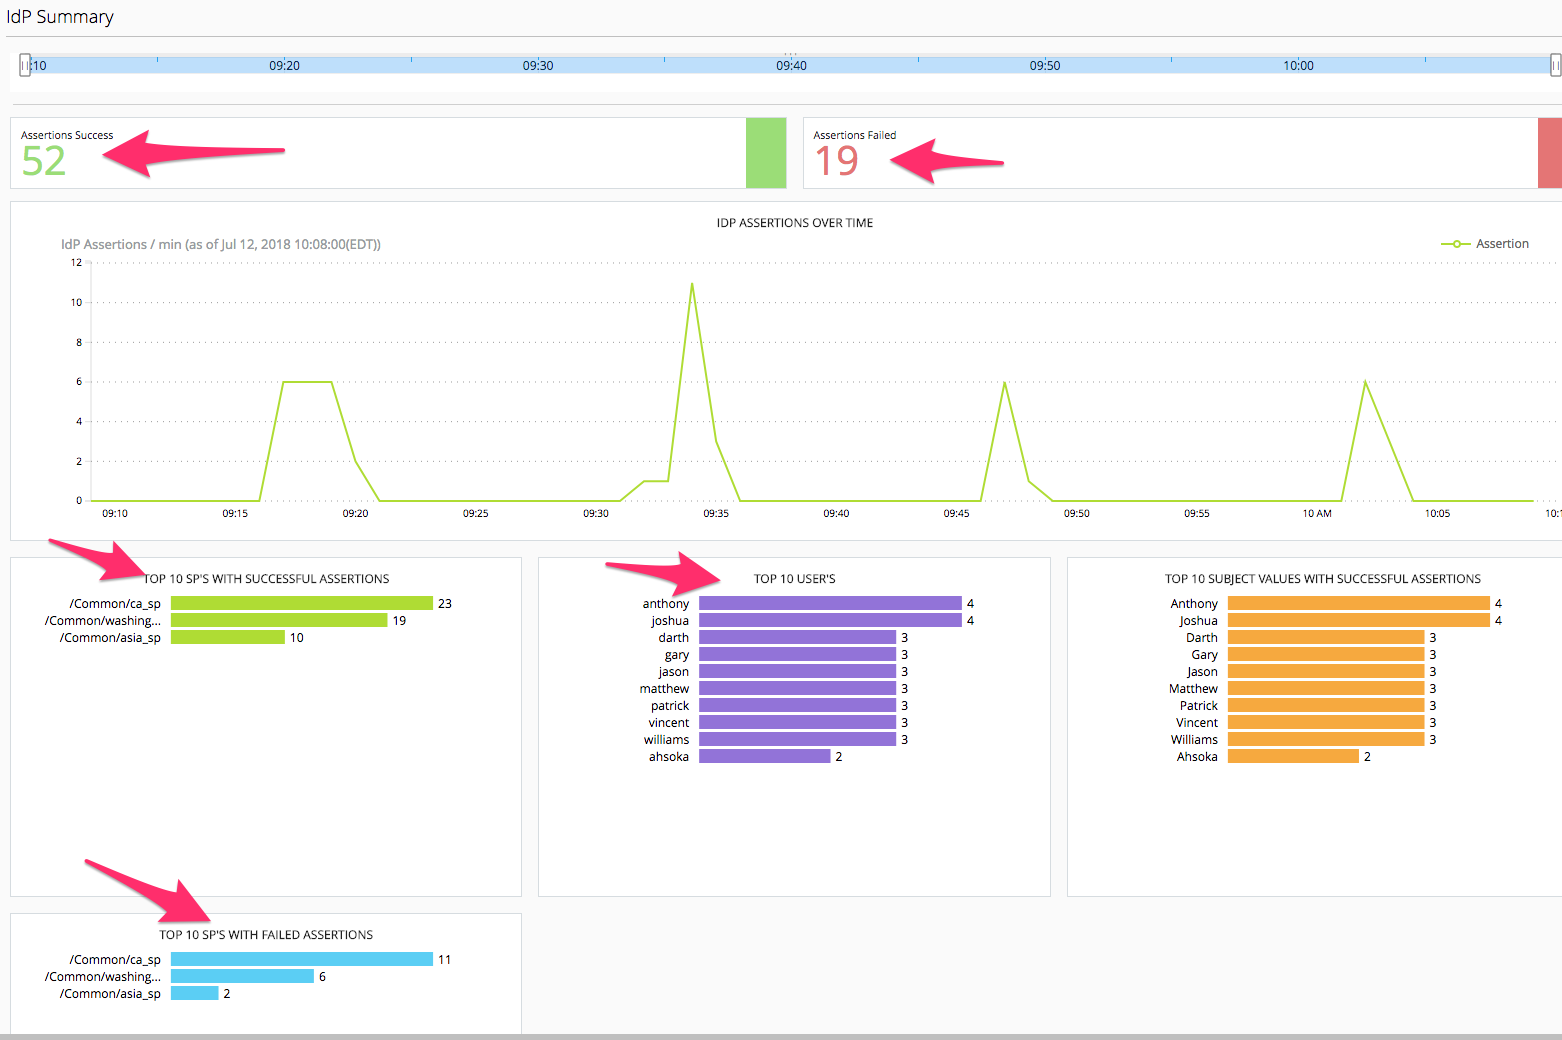 IdP Summary
:10 09:20 09:30 09:40 09:50 10:00
Assertions Success
52
Assertions Failed
19
IDP ASSERTIONS OVER TIME
IdP Assertions / min (as of Jul 12, 2018 10:08:00(EDT))
Assertion
12
10
8
6
4
2
0
09:10 09:15 09:20 09:25 09:30 09:35 09:40 09:45 09:50 09:55 10 AM 10:05 10:1
TOP 10 SP'S WITH SUCCESSFUL ASSERTIONS
/Common/ca_sp 23
/Common/washing... 19
/Common/asia_sp 10
TOP 10 USER'S
anthony 4
joshua 4
darth 3
gary 3
jason 3
matthew 3
patrick 3
vincent 3
williams 3
ahsoka 2
TOP 10 SUBJECT VALUES WITH SUCCESSFUL ASSERTIONS
Anthony 4
Joshua 4
Darth 3
Gary 3
Jason 3
Matthew 3
Patrick 3
Vincent 3
Williams 3
Ahsoka 2
TOP 10 SP'S WITH FAILED ASSERTIONS
/Common/ca_sp 11
/Common/washing... 6
/Common/asia_sp 2